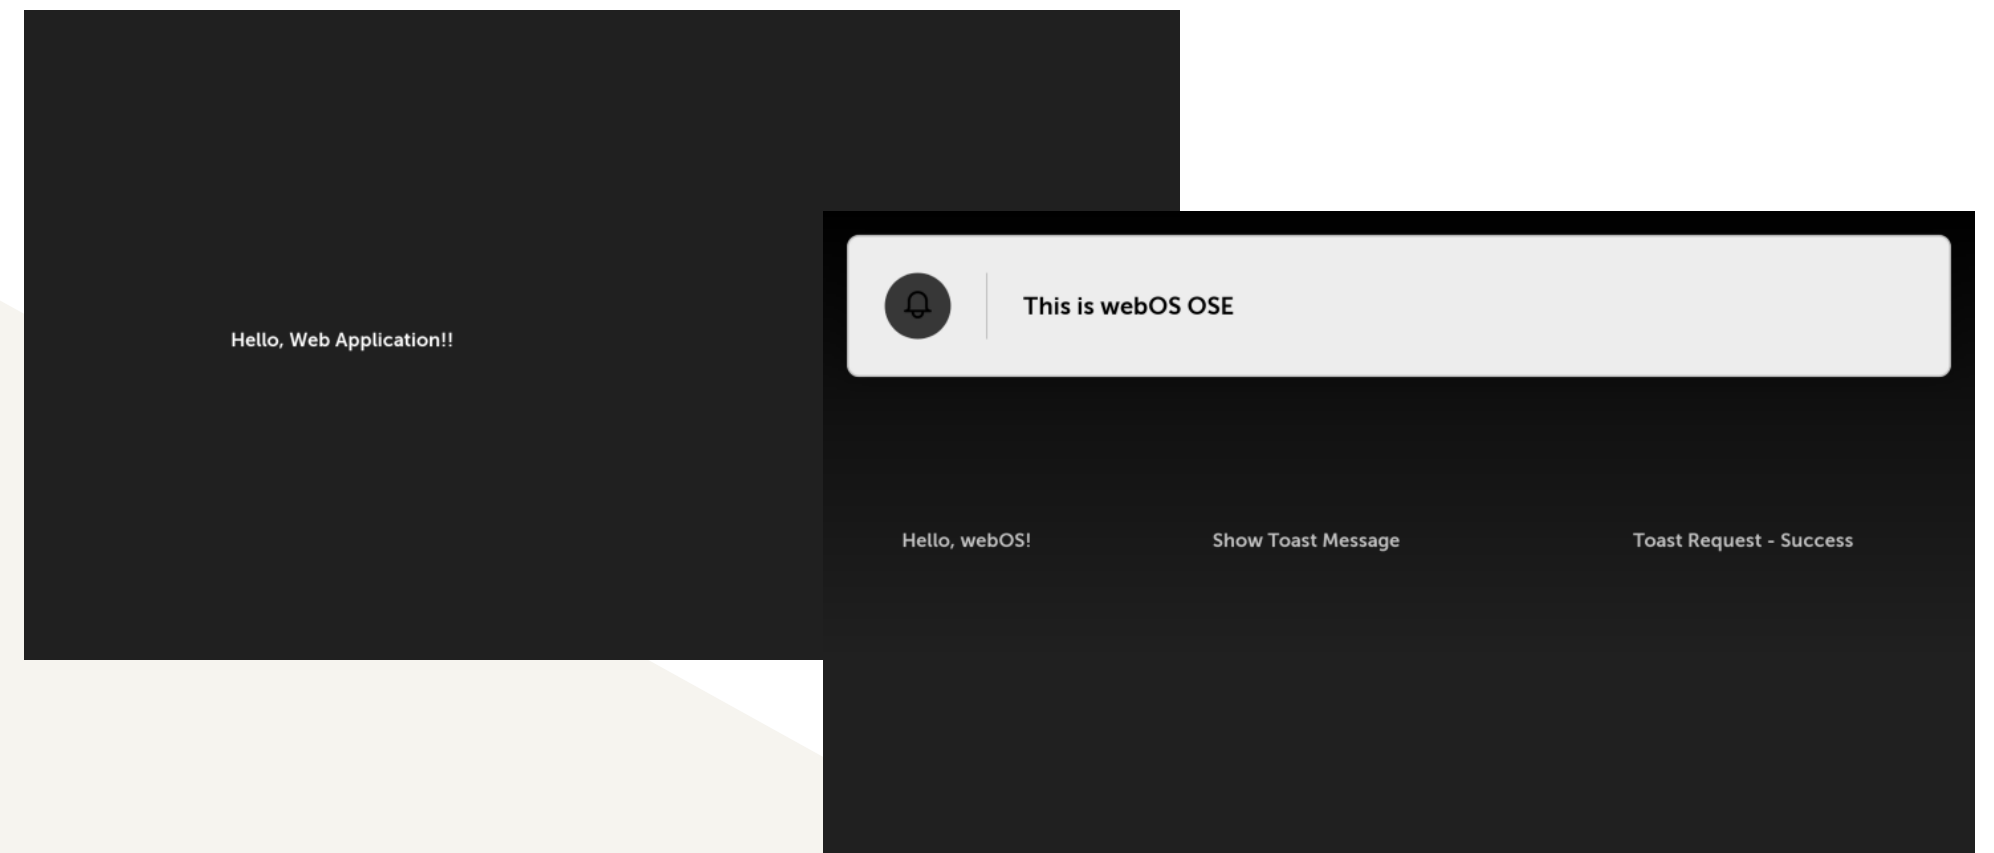 Hello, Web Application!!
This is webOS OSE
Hello, webOS!
Show Toast Message
Toast Request - Success